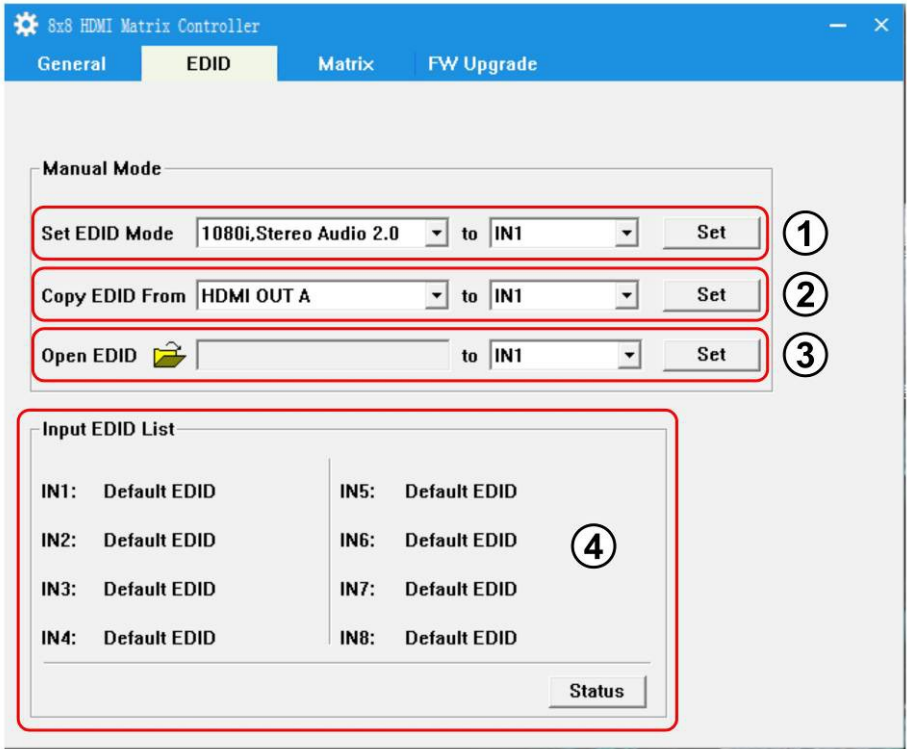 8x8 HDMI Matrix Controller
General EDID Matrix FW Upgrade
Manual Mode
Set EDID Mode 1080i,Stereo Audio 2.0 to IN1 Set 1
Copy EDID From HDMI OUT A to IN1 Set 2
Open EDID to IN1 Set 3
Input EDID List
IN1: Default EDID IN5: Default EDID
IN2: Default EDID IN6: Default EDID
4
IN3: Default EDID IN7: Default EDID
IN4: Default EDID IN8: Default EDID
Status